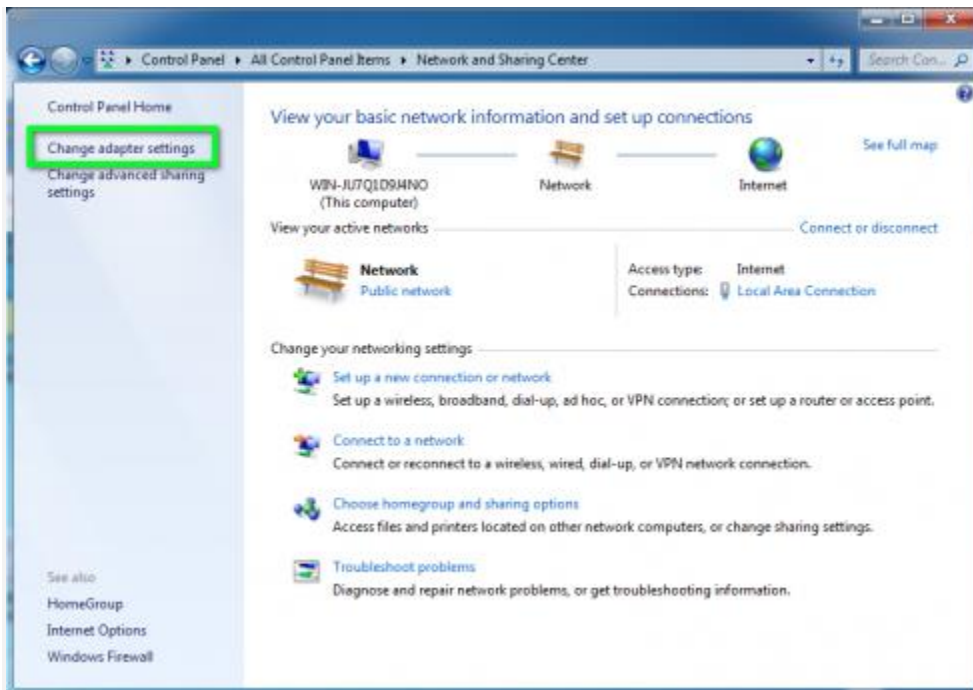 Control Panel ▸ All Control Panel Items ▸ Network and Sharing Center
Search Con...
Control Panel Home
Change adapter settings
Change advanced sharing
settings
View your basic network information and set up connections
See full map
WIN-JU7Q1D9J4NO
(This computer)
Network
Internet
View your active networks
Connect or disconnect
Network
Public network
Access type: Internet
Connections: Local Area Connection
Change your networking settings
Set up a new connection or network
Set up a wireless, broadband, dial-up, ad hoc, or VPN connection; or set up a router or access point.
Connect to a network
Connect or reconnect to a wireless, wired, dial-up, or VPN network connection.
Choose homegroup and sharing options
Access files and printers located on other network computers, or change sharing settings.
Troubleshoot problems
Diagnose and repair network problems, or get troubleshooting information.
See also
HomeGroup
Internet Options
Windows Firewall